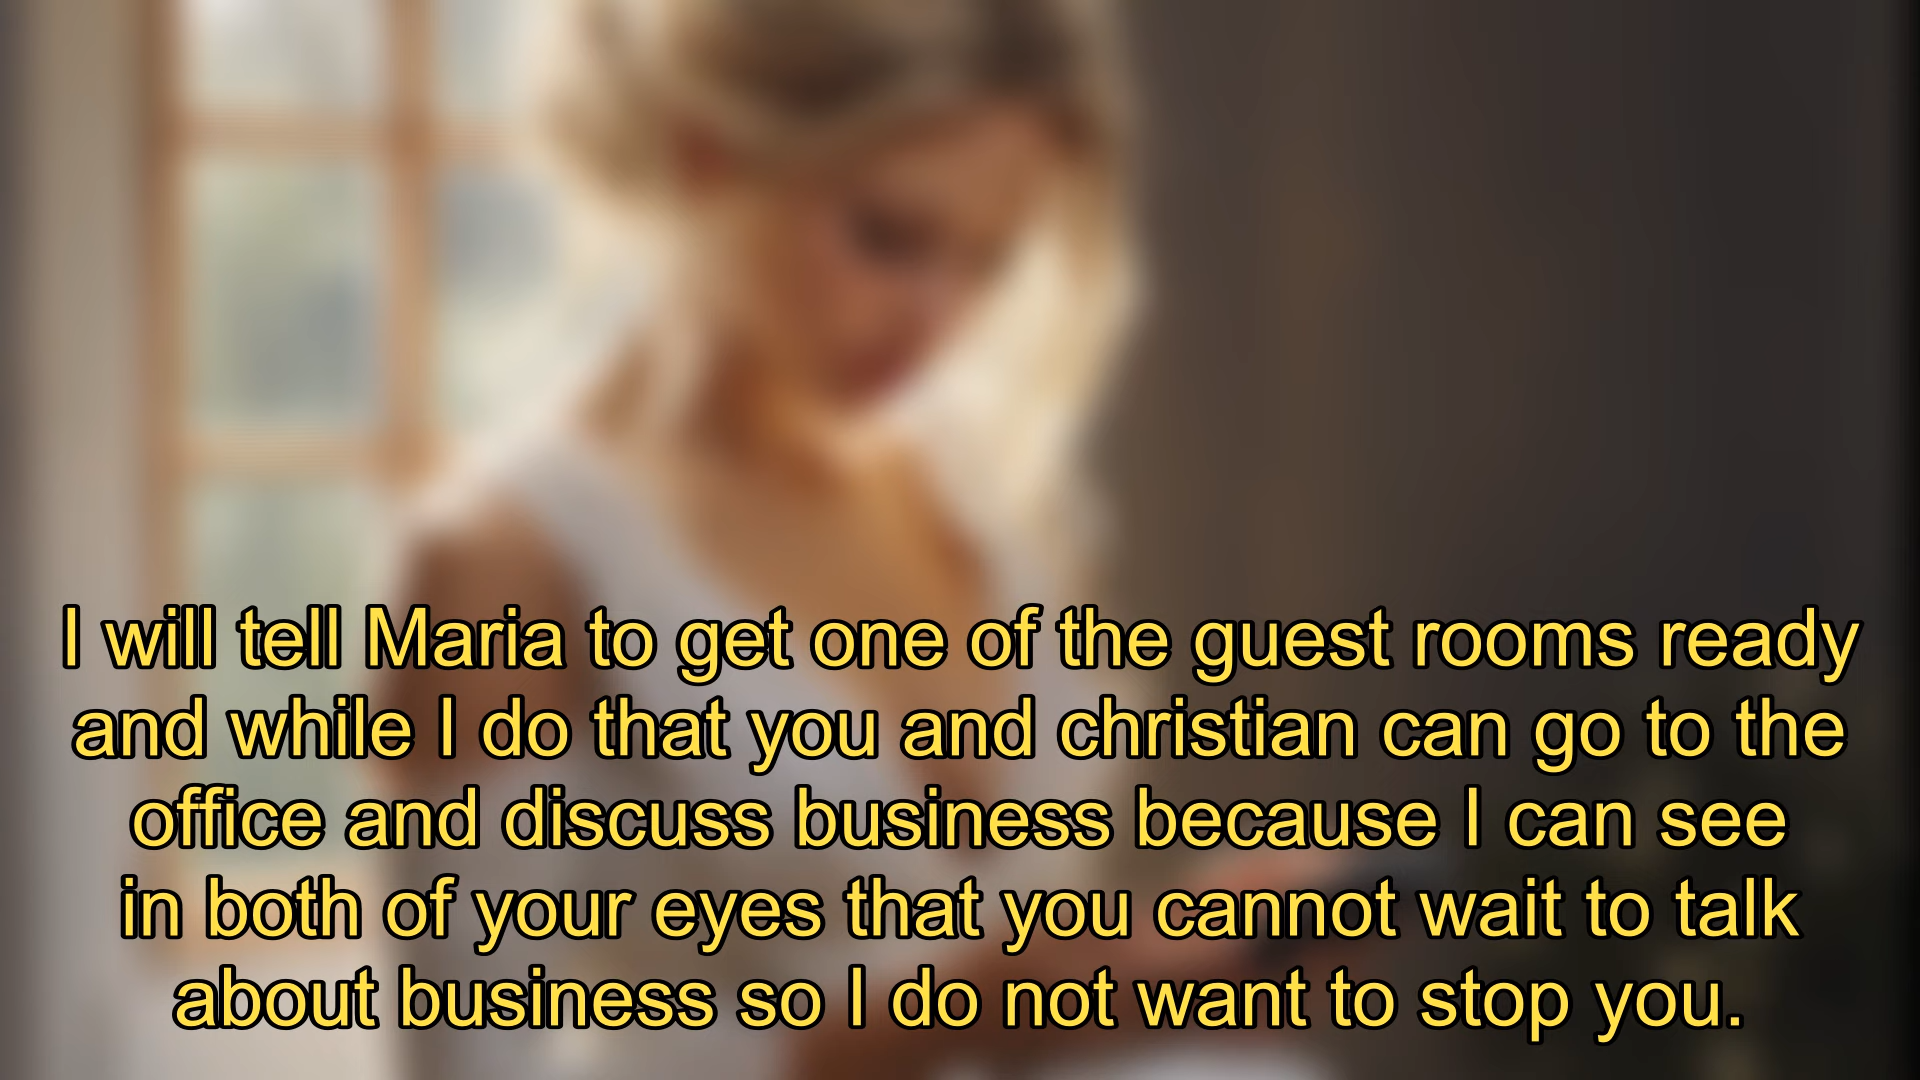 I will tell Maria to get one of the guest rooms ready
and while I do that you and christian can go to the
office and discuss business because I can see
in both of your eyes that you cannot wait to talk
about business so I do not want to stop you.